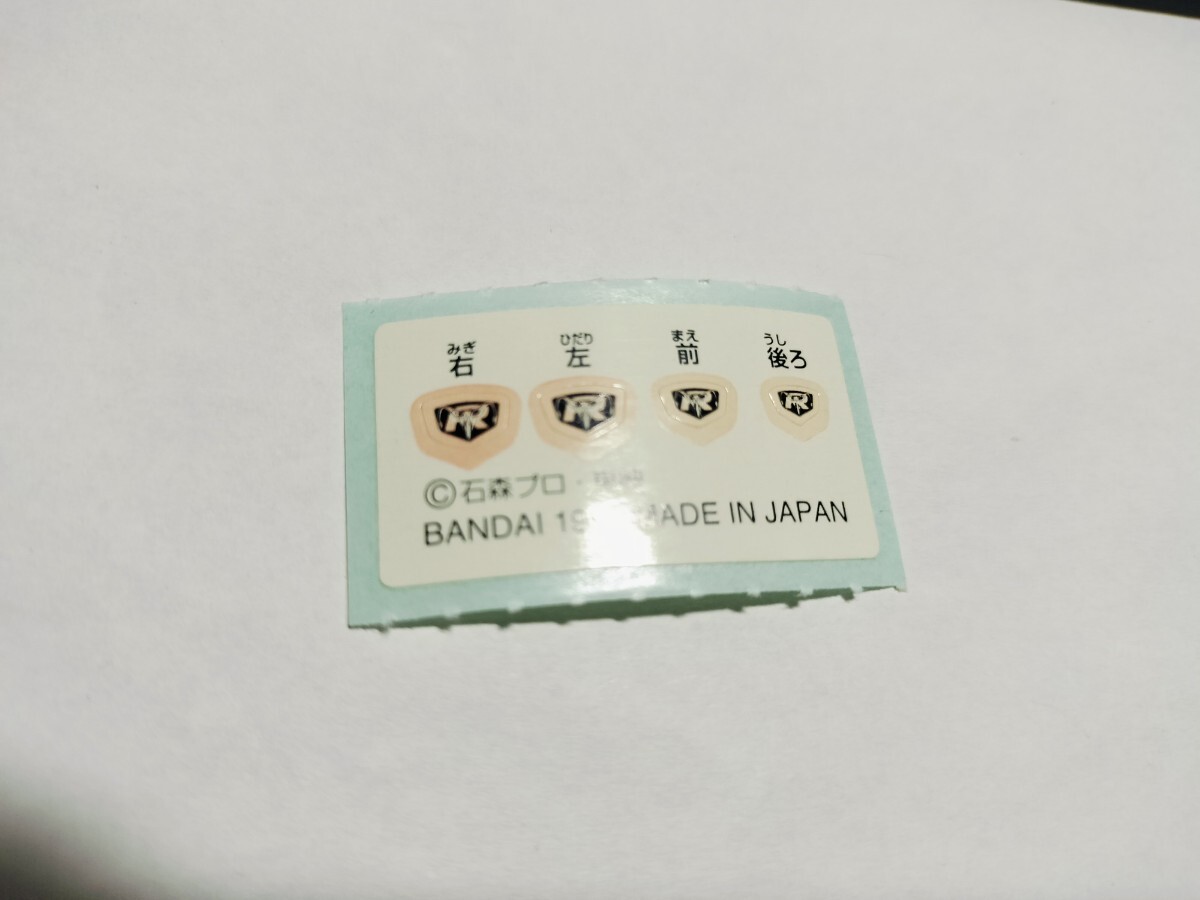 みぎ ひだり まえ うし
右 左 前 後ろ
R R R R
©石森プロ・
BANDAI 19 MADE IN JAPAN